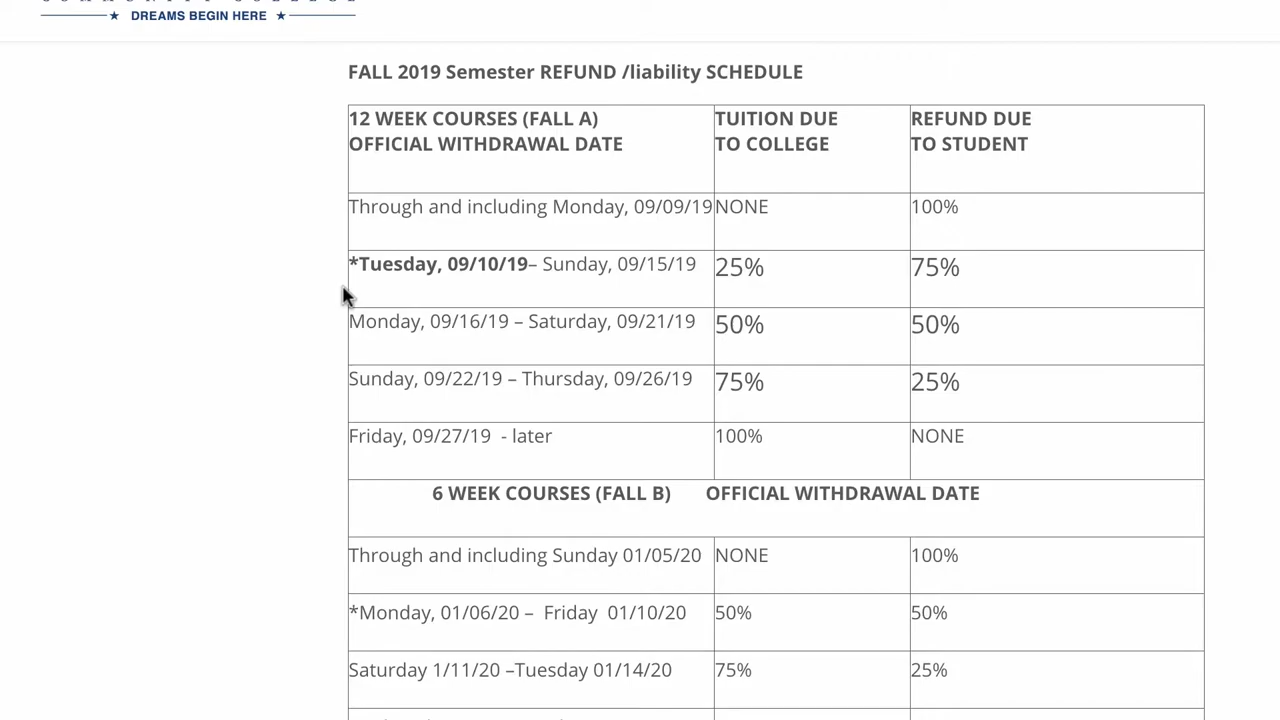 ★ DREAMS BEGIN HERE ★
FALL 2019 Semester REFUND /liability SCHEDULE
12 WEEK COURSES (FALL A) TUITION DUE REFUND DUE
OFFICIAL WITHDRAWAL DATE TO COLLEGE TO STUDENT
Through and including Monday, 09/09/19 NONE 100%
*Tuesday, 09/10/19– Sunday, 09/15/19 25% 75%
Monday, 09/16/19 – Saturday, 09/21/19 50% 50%
Sunday, 09/22/19 – Thursday, 09/26/19 75% 25%
Friday, 09/27/19 - later 100% NONE
6 WEEK COURSES (FALL B) OFFICIAL WITHDRAWAL DATE
Through and including Sunday 01/05/20 NONE 100%
*Monday, 01/06/20 – Friday 01/10/20 50% 50%
Saturday 1/11/20 –Tuesday 01/14/20 75% 25%